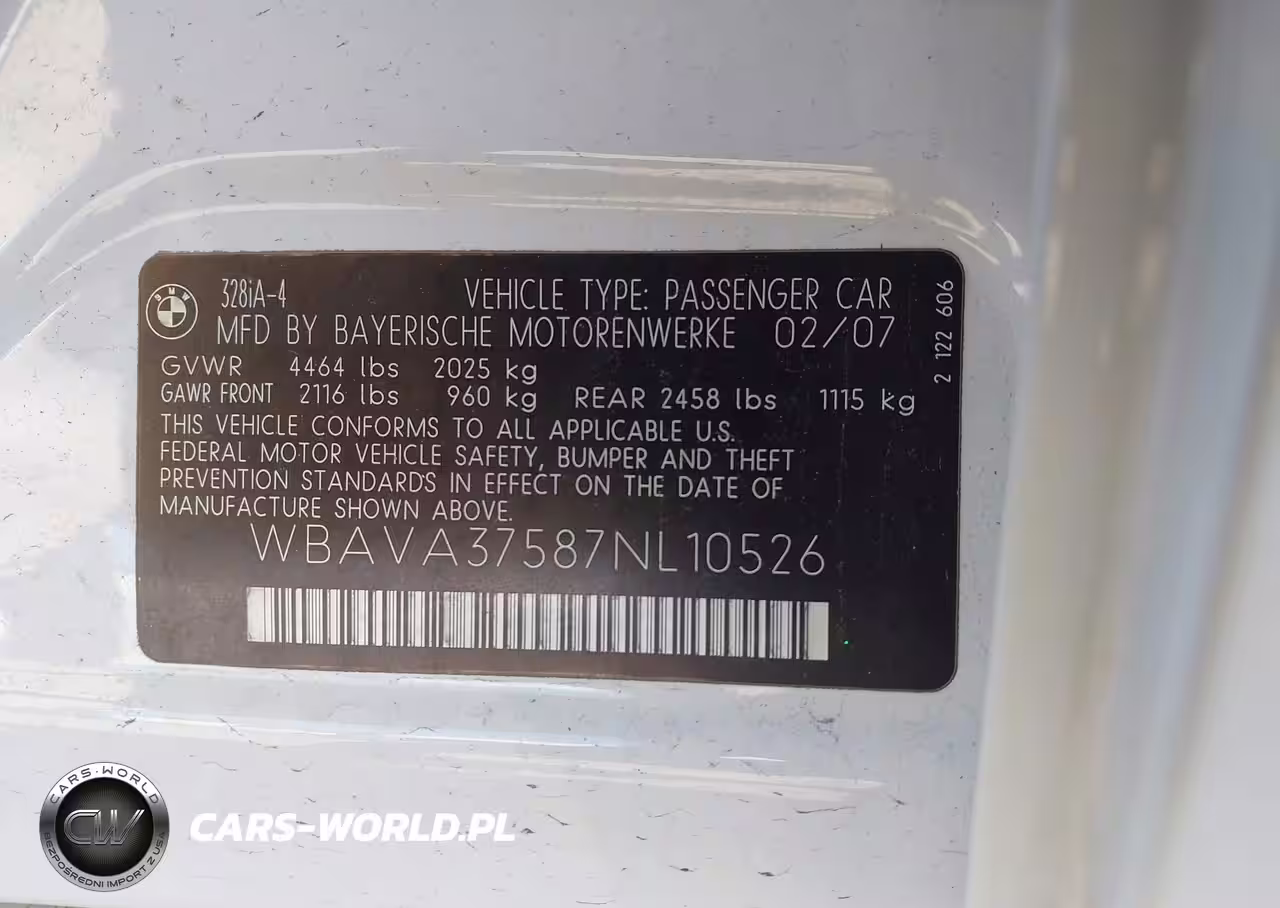 BMW
328iA-4 VEHICLE TYPE: PASSENGER CAR
MFD BY BAYERISCHE MOTORENWERKE 02/07
GVWR 4464 lbs 2025 kg
GAWR FRONT 2116 lbs 960 kg REAR 2458 lbs 1115 kg
THIS VEHICLE CONFORMS TO ALL APPLICABLE U.S.
FEDERAL MOTOR VEHICLE SAFETY, BUMPER AND THEFT
PREVENTION STANDARDS IN EFFECT ON THE DATE OF
MANUFACTURE SHOWN ABOVE.
WBAVA37587NL10526
2 122 606
CARS-WORLD
CW
BEZPOŚREDNI IMPORT Z USA
CARS-WORLD.PL